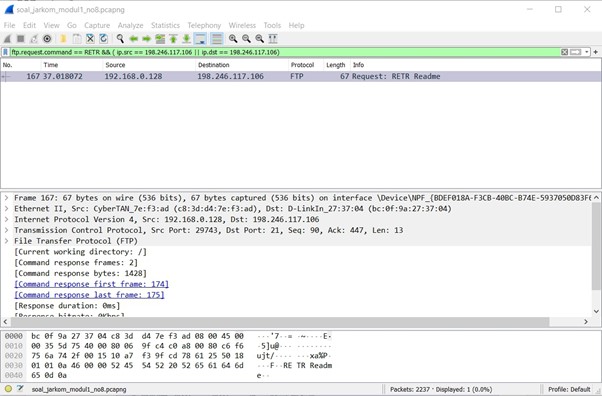 soal_jarkom_modul1_no8.pcapng
File Edit View Go Capture Analyze Statistics Telephony Wireless Tools Help
ftp.request.command == RETR && ( ip.src == 198.246.117.106 || ip.dst == 198.246.117.106)
No. Time Source Destination Protocol Length Info
167 37.018072 192.168.0.128 198.246.117.106 FTP 67 Request: RETR Readme
Frame 167: 67 bytes on wire (536 bits), 67 bytes captured (536 bits) on interface \Device\NPF_{BDEF018A-F3CB-40BC-B74E-5937050D83F6
Ethernet II, Src: CyberTAN_7e:f3:ad (c8:3d:d4:7e:f3:ad), Dst: D-LinkIn_27:37:04 (bc:0f:9a:27:37:04)
Internet Protocol Version 4, Src: 192.168.0.128, Dst: 198.246.117.106
Transmission Control Protocol, Src Port: 29743, Dst Port: 21, Seq: 90, Ack: 447, Len: 13
File Transfer Protocol (FTP)
[Current working directory: /]
[Command response frames: 2]
[Command response bytes: 1428]
[Command response first frame: 174]
[Command response last frame: 175]
[Response duration: 0ms]
[Response bitrate: 0Kbps]
0000 bc 0f 9a 27 37 04 c8 3d d4 7e f3 ad 08 00 45 00 ···'7··= ·~····E·
0010 00 35 5d 75 40 00 80 06 9f c4 c0 a8 00 80 c6 f6 ·5]u@··· ········
0020 75 6a 74 2f 00 15 10 a7 f3 9f cd 78 61 25 50 18 ujt/···· ···xa%P·
0030 01 01 0a 46 00 00 52 45 54 52 20 52 65 61 64 6d ···F··RE TR Readm
0040 65 0d 0a e··
soal_jarkom_modul1_no8.pcapng Packets: 2237 · Displayed: 1 (0.0%) Profile: Default